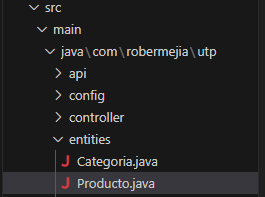 src
main
java\com\robermejia\utp
api
config
controller
entities
J Categoria.java
J Producto.java